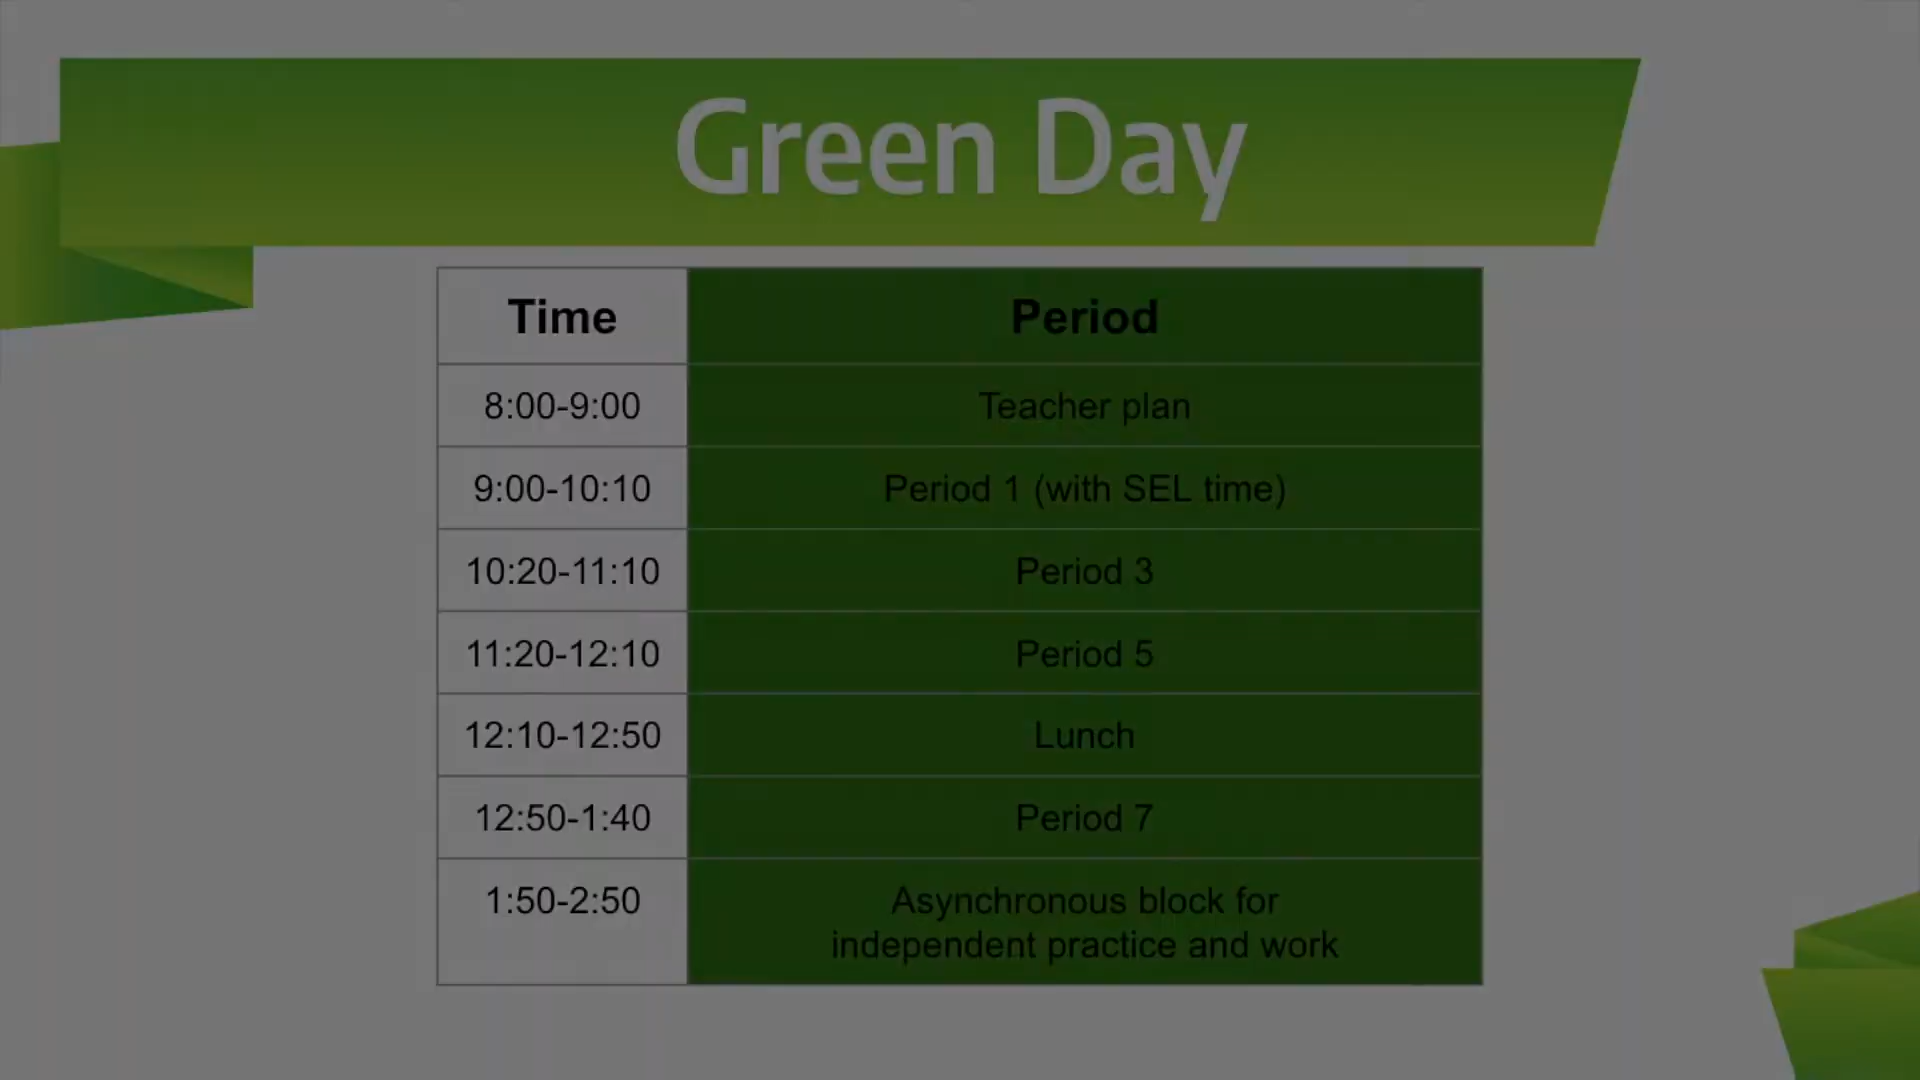 Green Day
Time Period
8:00-9:00 Teacher plan
9:00-10:10 Period 1 (with SEL time)
10:20-11:10 Period 3
11:20-12:10 Period 5
12:10-12:50 Lunch
12:50-1:40 Period 7
1:50-2:50 Asynchronous block for
independent practice and work